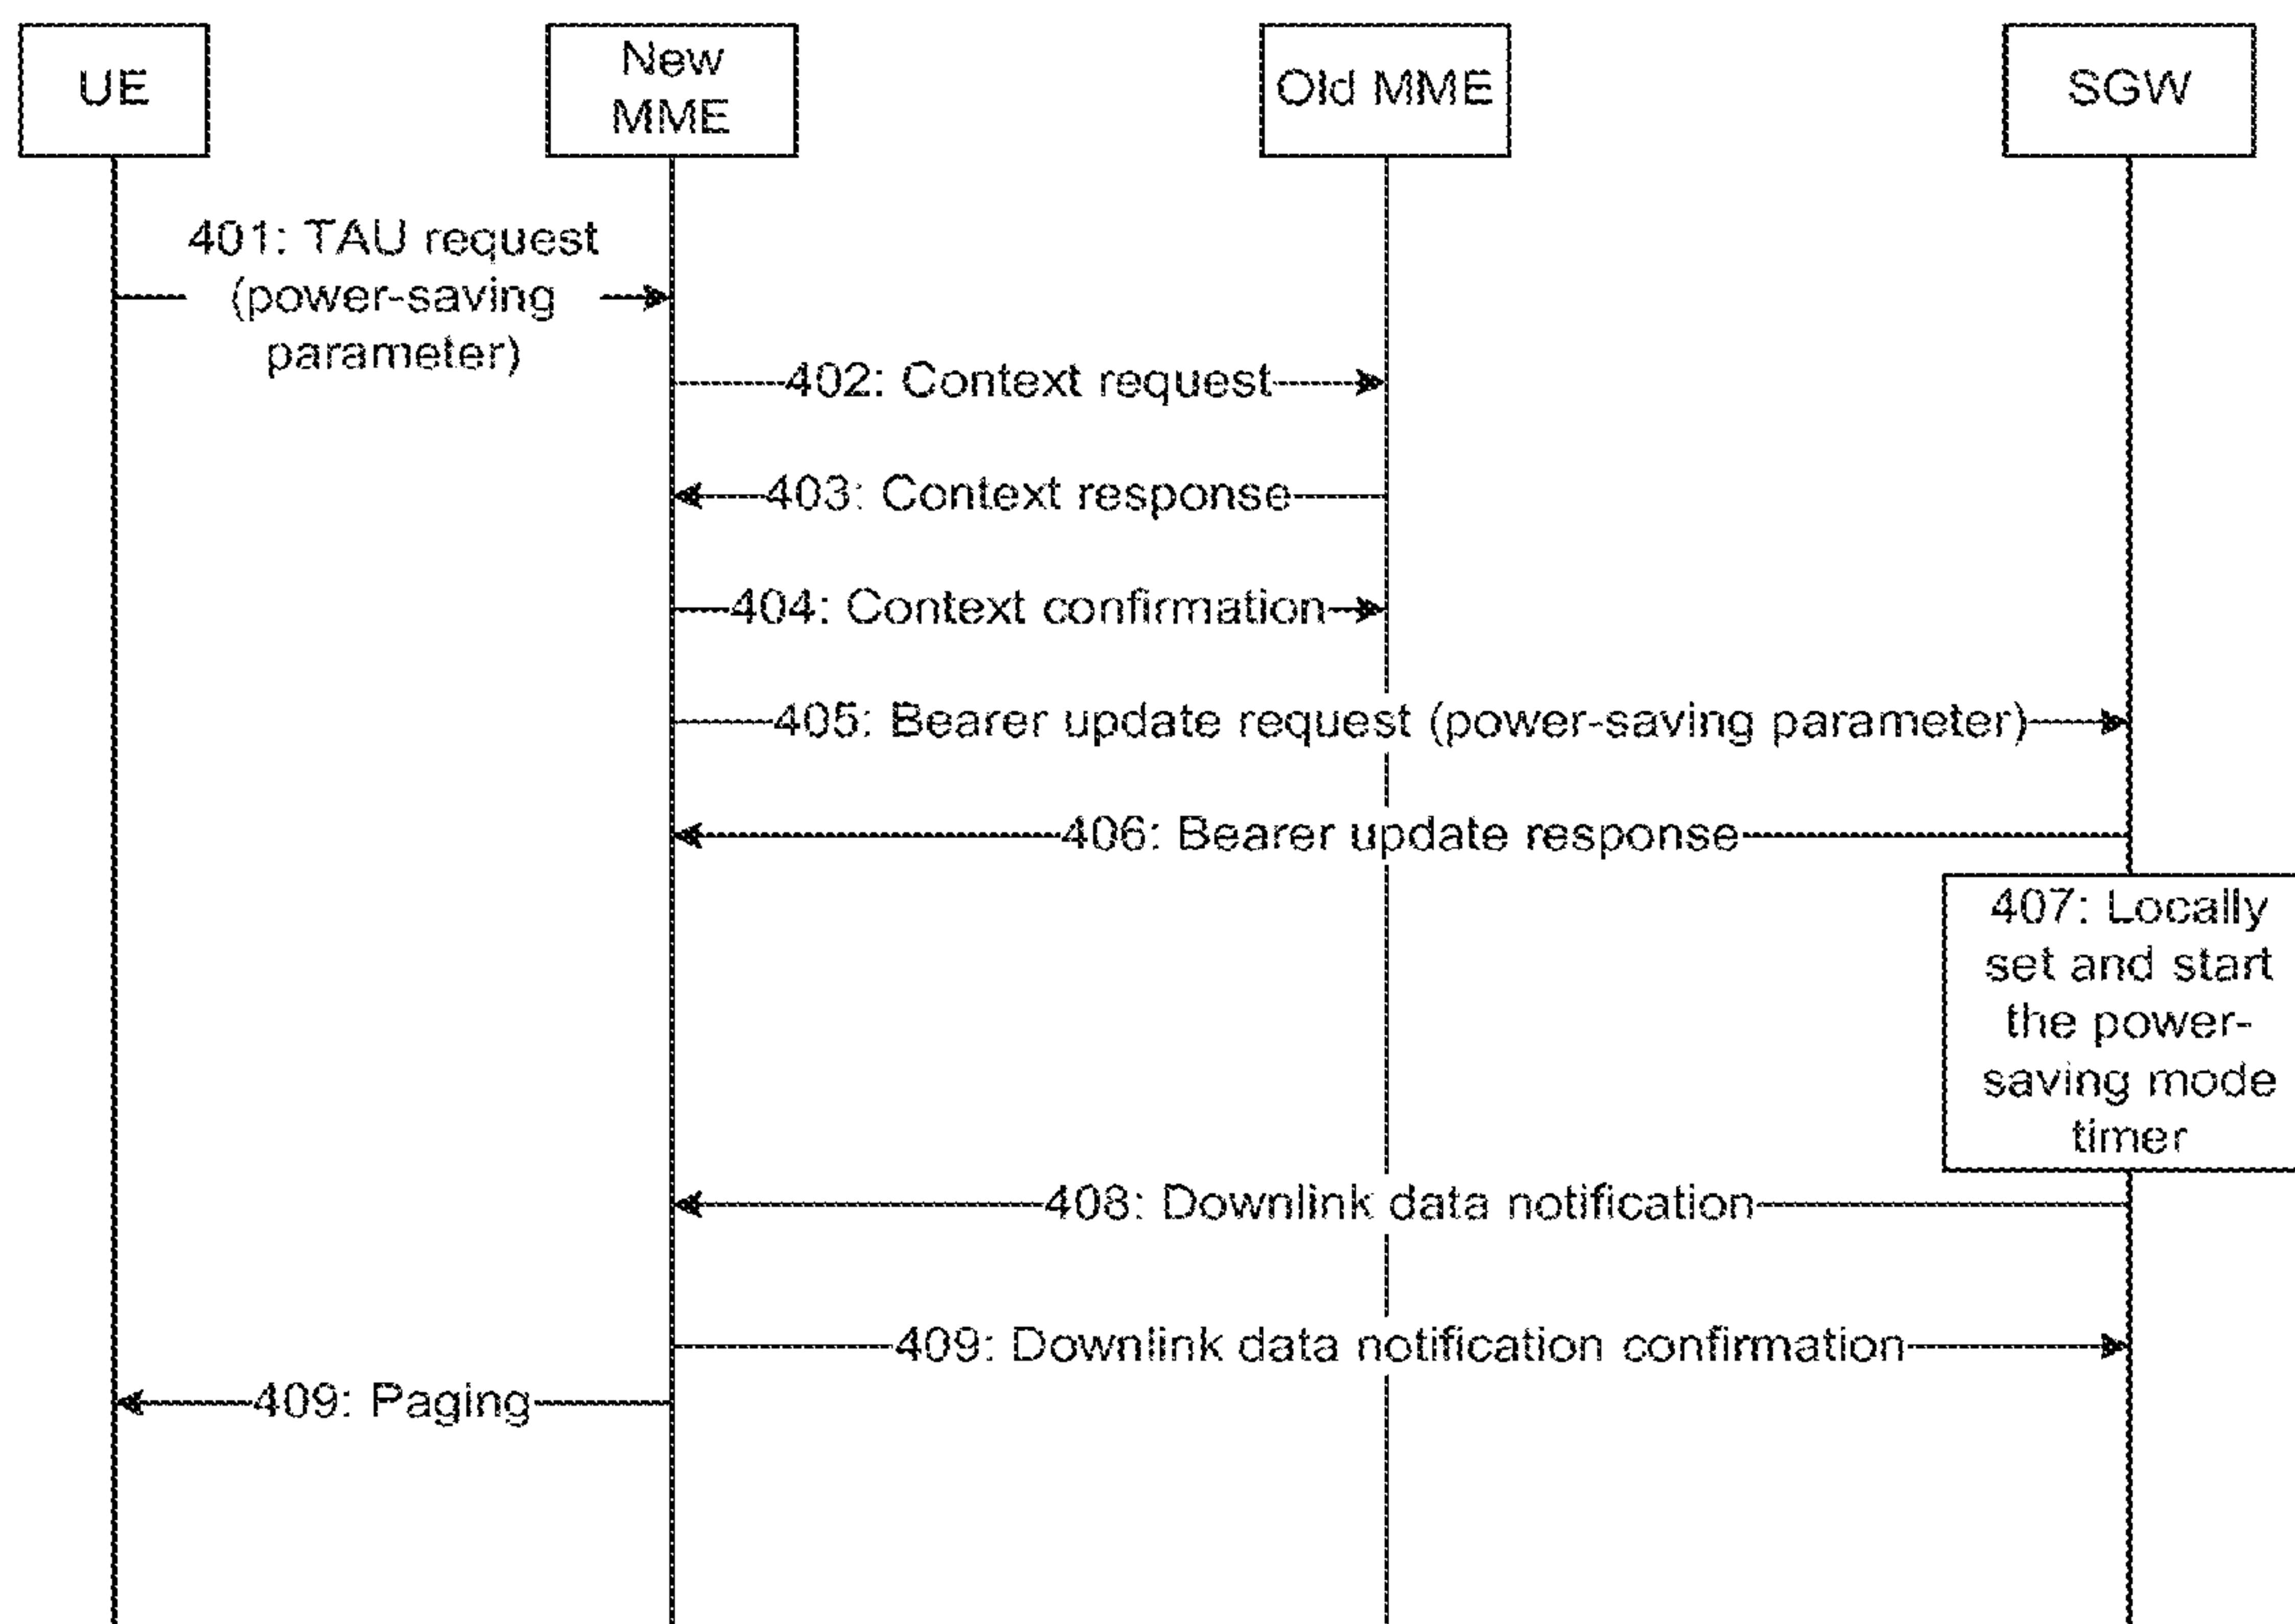 UE
New
MME
Old MME
SGW
401: TAU request
(power-saving
parameter)
402: Context request
403: Context response
404: Context confirmation
405: Bearer update request (power-saving parameter)
406: Bearer update response
407: Locally
set and start
the power-
saving mode
timer
408: Downlink data notification
409: Downlink data notification confirmation
409: Paging